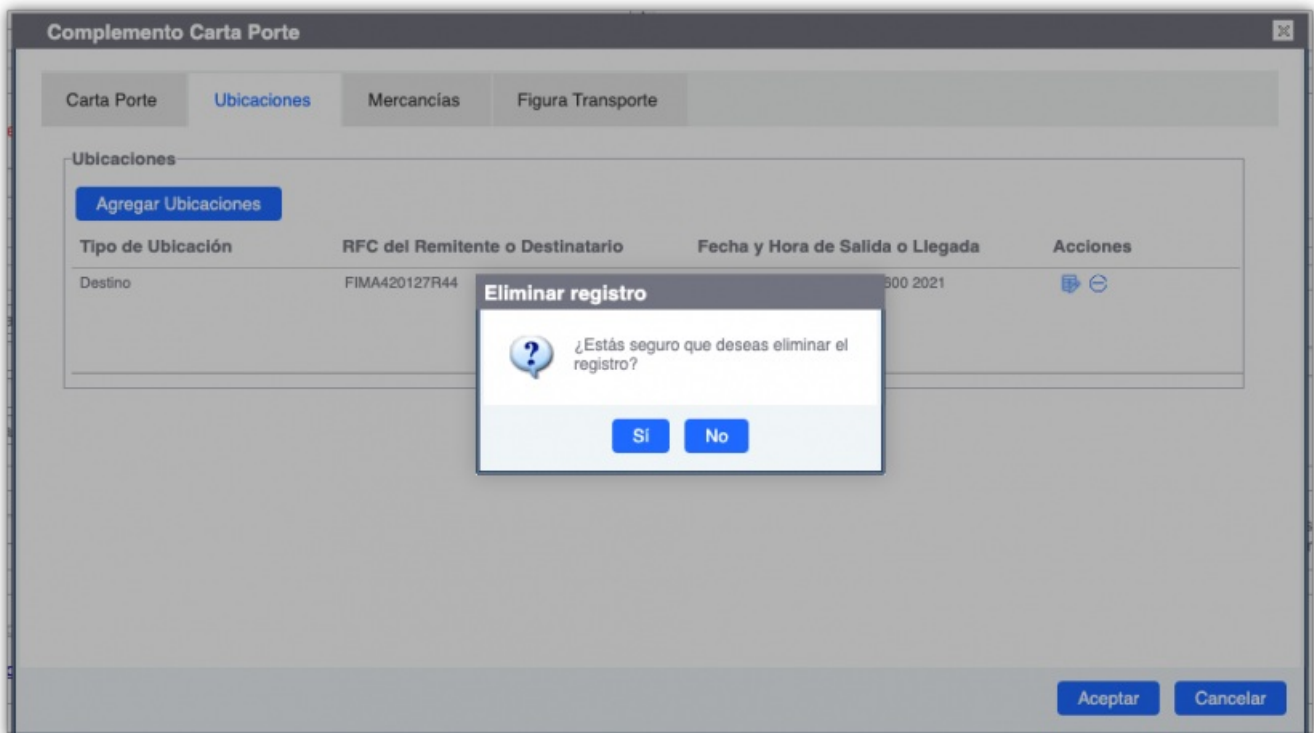 Complemento Carta Porte
Carta Porte Ubicaciones Mercancías Figura Transporte
Ubicaciones
Agregar Ubicaciones
Tipo de Ubicación RFC del Remitente o Destinatario Fecha y Hora de Salida o Llegada Acciones
Destino FIMA420127R44 600 2021
Eliminar registro
¿Estás seguro que deseas eliminar el
registro?
Sí No
Aceptar Cancelar